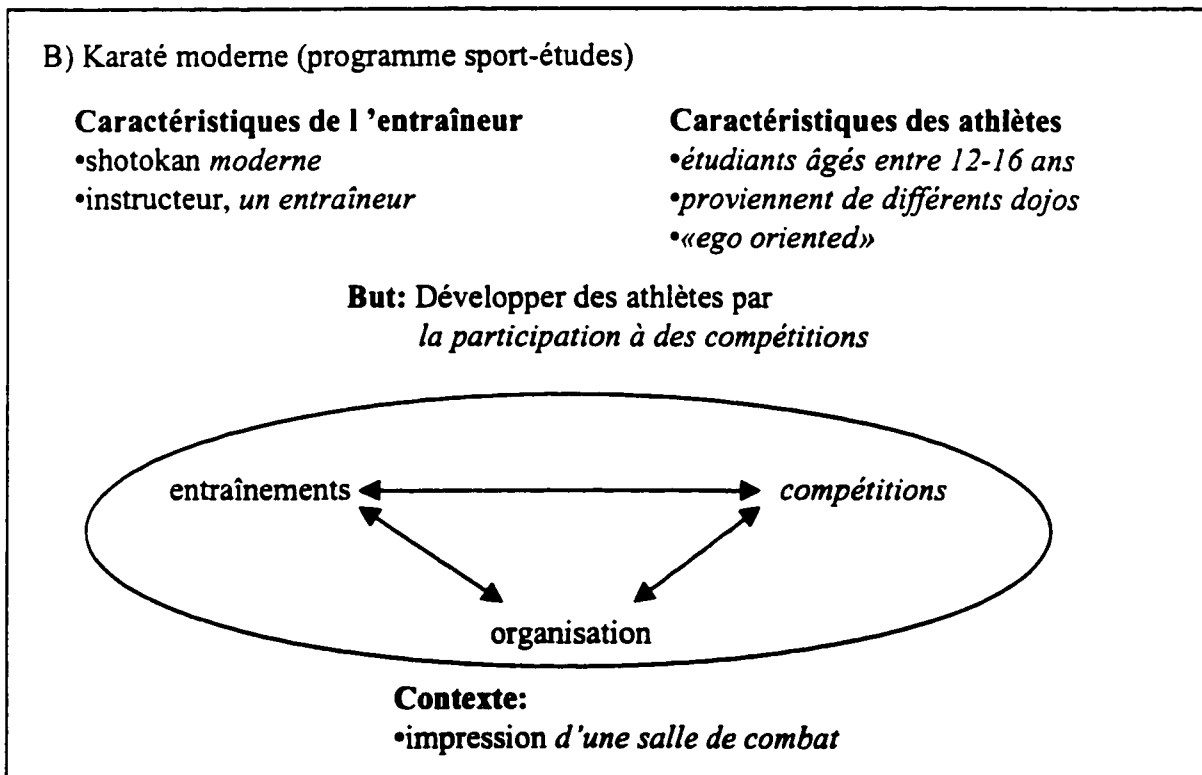 B) Karaté moderne (programme sport-études)
Caractéristiques de l ’entraîneur
•shotokan moderne
•instructeur, un entraîneur
Caractéristiques des athlètes
•étudiants âgés entre 12-16 ans
•proviennent de différents dojos
•«ego oriented»
But: Développer des athlètes par
la participation à des compétitions
entraînements
compétitions
organisation
Contexte:
•impression d’une salle de combat